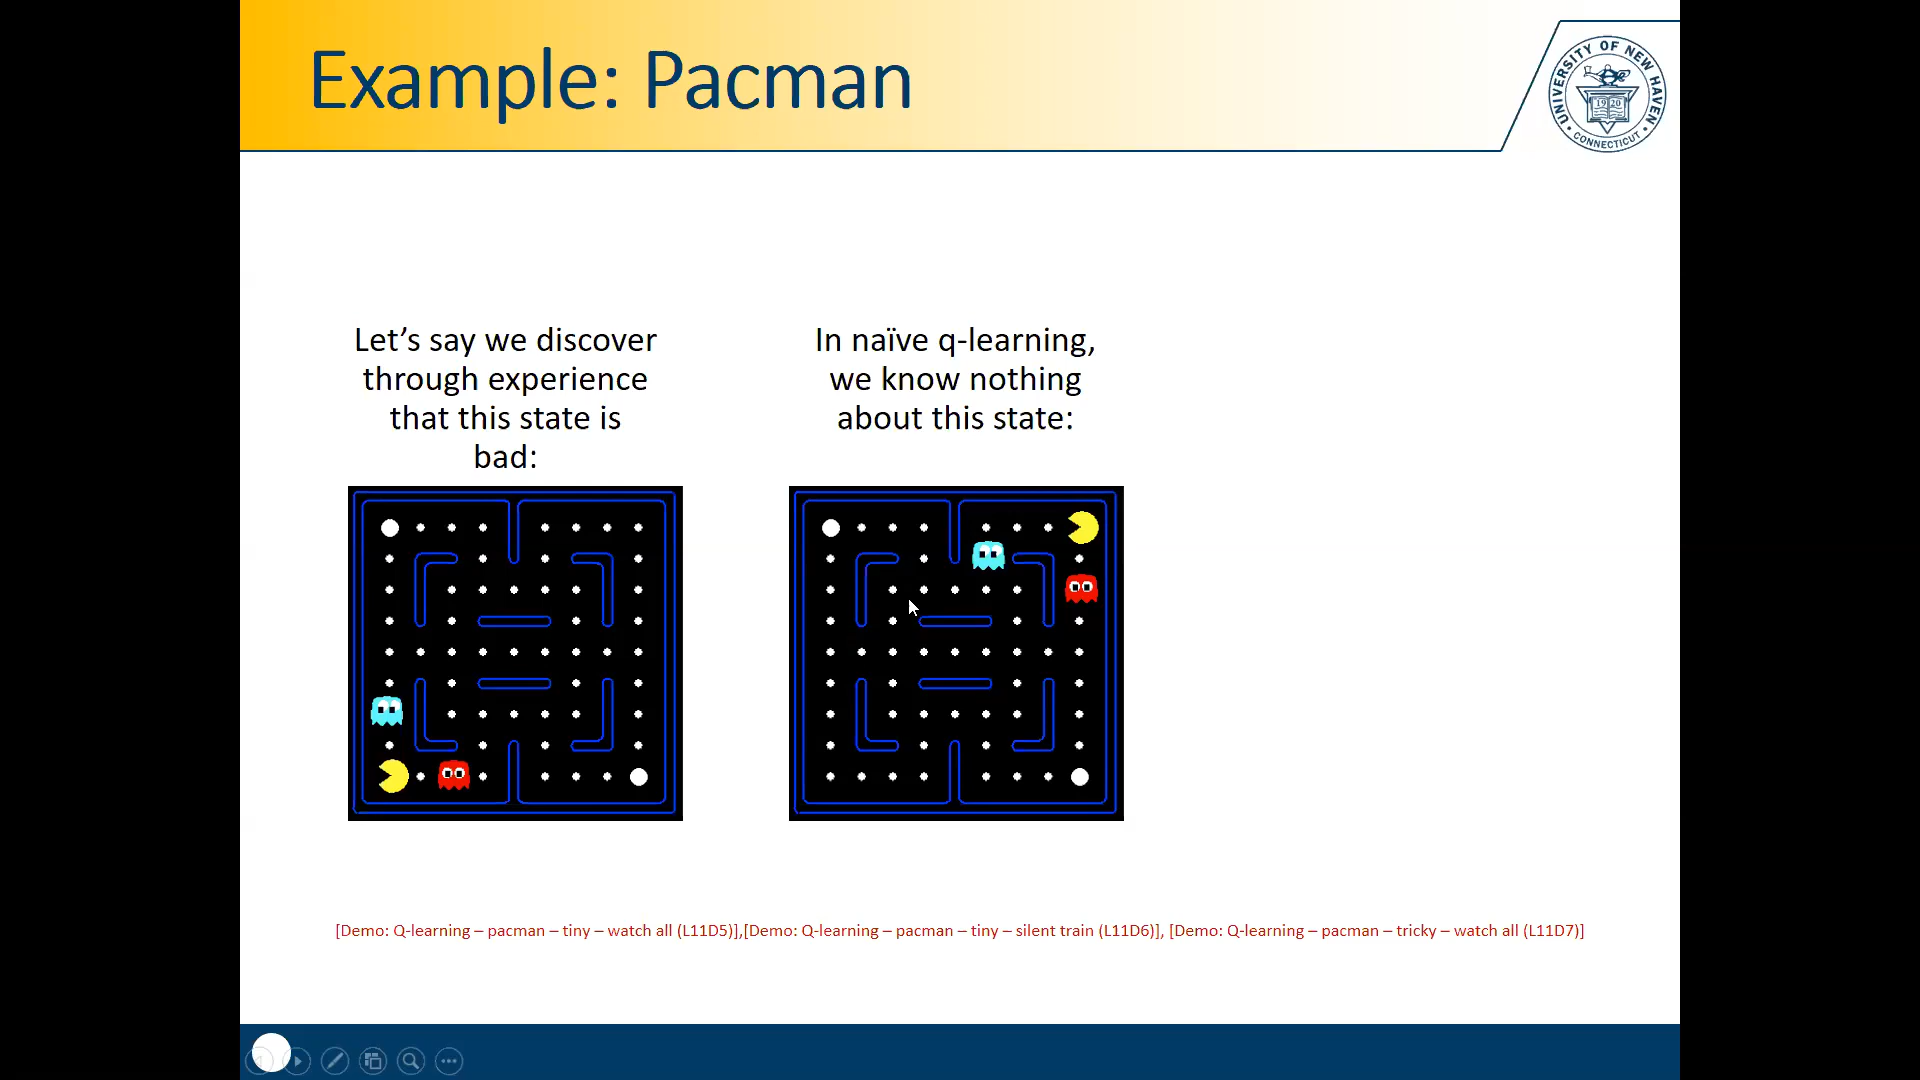 Example: Pacman
UNIVERSITY OF NEW HAVEN
1920
CONNECTICUT
Let's say we discover
through experience
that this state is
bad:
In naïve q-learning,
we know nothing
about this state:
[Demo: Q-learning – pacman – tiny – watch all (L11D5)],[Demo: Q-learning – pacman – tiny – silent train (L11D6)], [Demo: Q-learning – pacman – tricky – watch all (L11D7)]